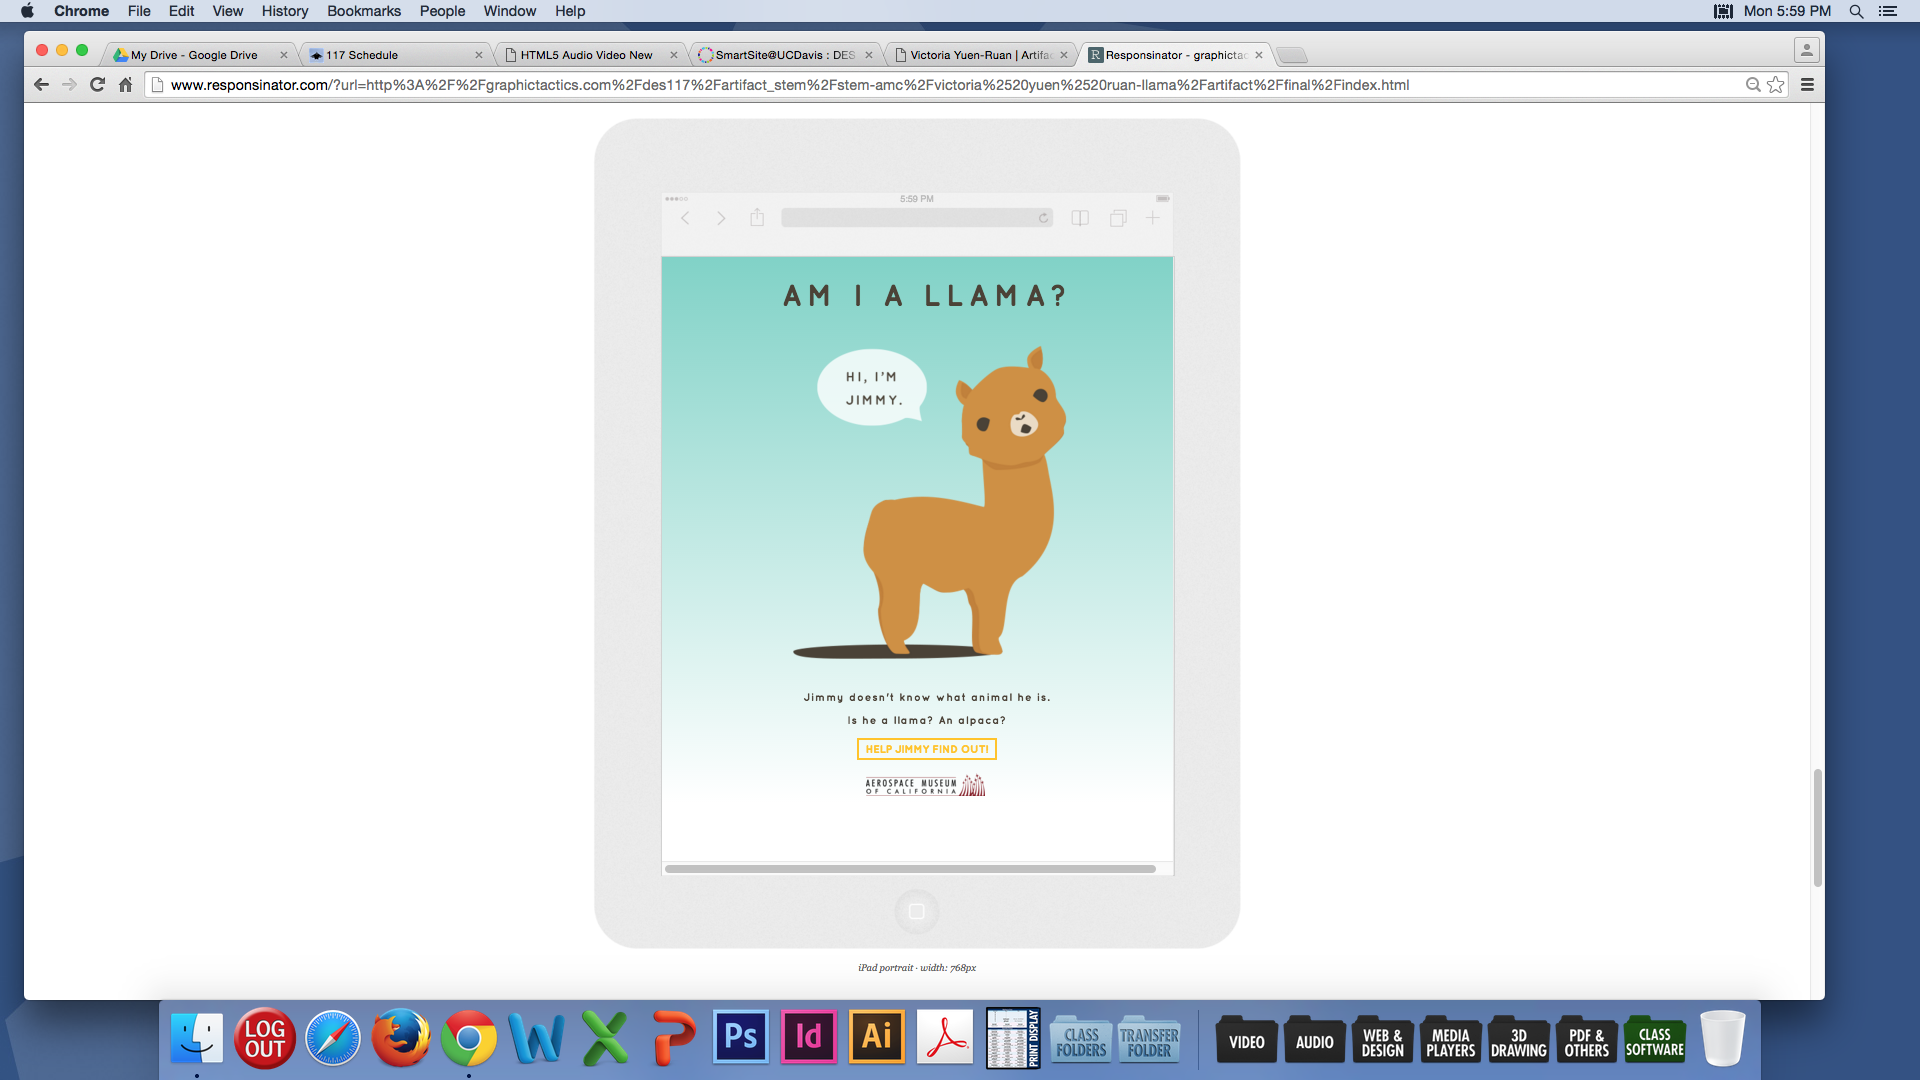 Chrome File Edit View History Bookmarks People Window Help Mon 5:59 PM
My Drive - Google Drive 117 Schedule HTML5 Audio Video New SmartSite@UCDavis : DES Victoria Yuen-Ruan | Artifac Responsinator - graphictac
www.responsinator.com/?url=http%3A%2F%2Fgraphictactics.com%2Fdes117%2Fartifact_stem%2Fstem-amc%2Fvictoria%2520yuen%2520ruan-llama%2Fartifact%2Ffinal%2Findex.html
5:59 PM
AM I A LLAMA?
HI, I'M
JIMMY.
Jimmy doesn't know what animal he is.
Is he a llama? An alpaca?
HELP JIMMY FIND OUT!
AEROSPACE MUSEUM
OF CALIFORNIA
iPad portrait · width: 768px
LOG
OUT
Ps
Id
Ai
PRINT DISPLAY
CLASS
FOLDERS
TRANSFER
FOLDER
VIDEO
AUDIO
WEB &
DESIGN
MEDIA
PLAYERS
3D
DRAWING
PDF &
OTHERS
CLASS
SOFTWARE